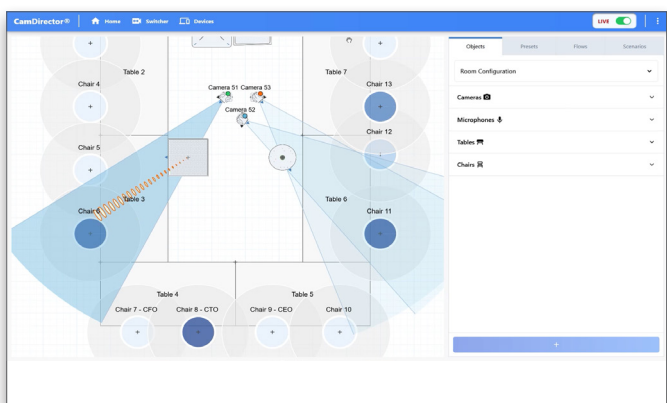 CamDirector® Home Switcher Devices LIVE
Objects Presets Flows Scenarios
Room Configuration
Cameras
Microphones
Tables
Chairs
+
Table 2
Table 7
Chair 4
Camera 51 Camera 53
Chair 13
Camera 52
Chair 12
Chair 5
Chair 6
Table 3
Table 6
Chair 11
Table 4
Table 5
Chair 7 - CFO Chair 8 - CTO Chair 9 - CEO Chair 10